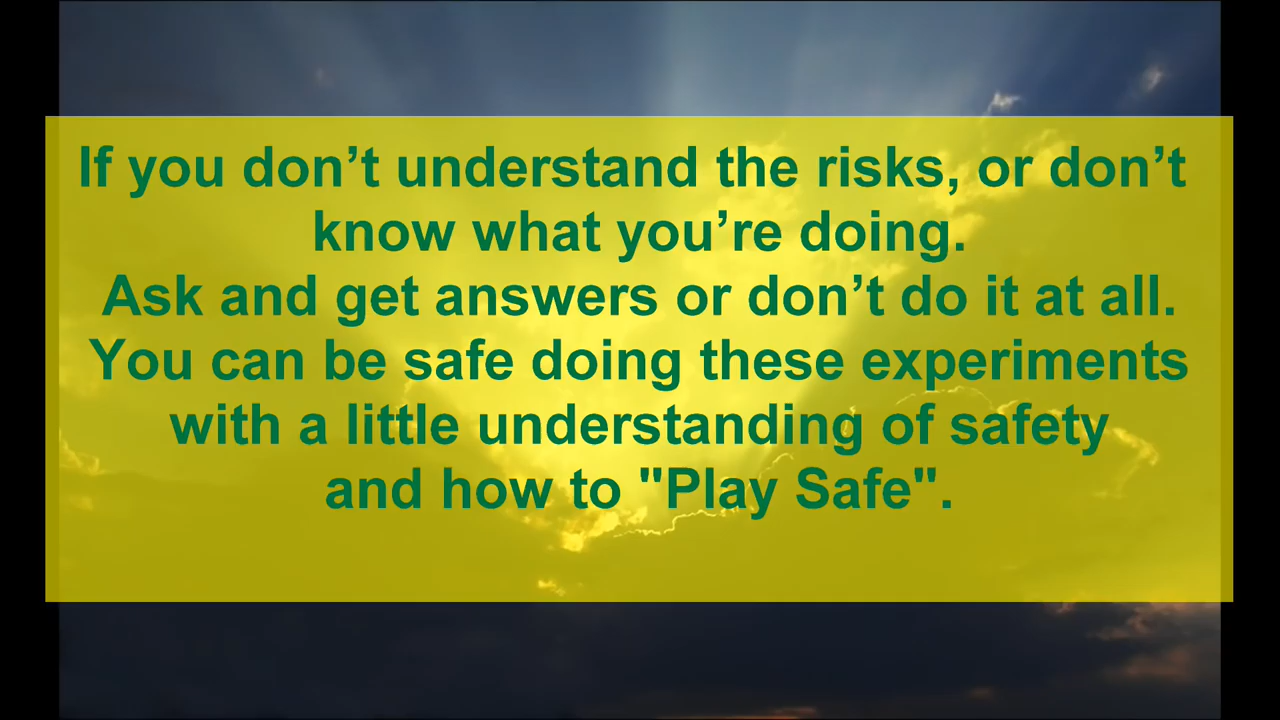 If you don’t understand the risks, or don’t
know what you’re doing.
Ask and get answers or don’t do it at all.
You can be safe doing these experiments
with a little understanding of safety
and how to "Play Safe".